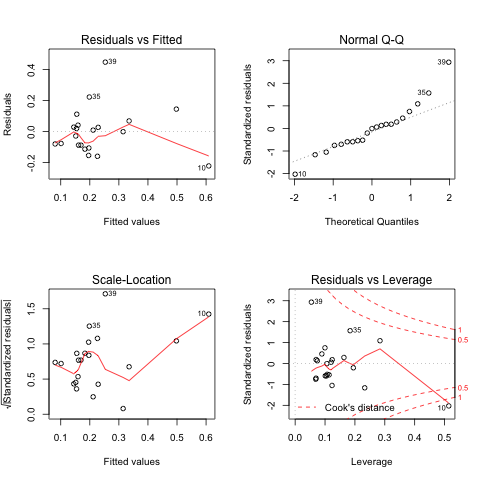 Residuals vs Fitted
Residuals
-0.2 0.0 0.2 0.4
39
35
10
0.1 0.2 0.3 0.4 0.5 0.6
Fitted values
Normal Q-Q
Standardized residuals
-2 -1 0 1 2 3
39
35
10
-2 -1 0 1 2
Theoretical Quantiles
Scale-Location
√|Standardized residuals|
0.0 0.5 1.0 1.5
39
35
10
0.1 0.2 0.3 0.4 0.5 0.6
Fitted values
Residuals vs Leverage
Standardized residuals
-2 -1 0 1 2 3
39
35
10
1
0.5
0.5
1
Cook's distance
0.0 0.1 0.2 0.3 0.4 0.5
Leverage